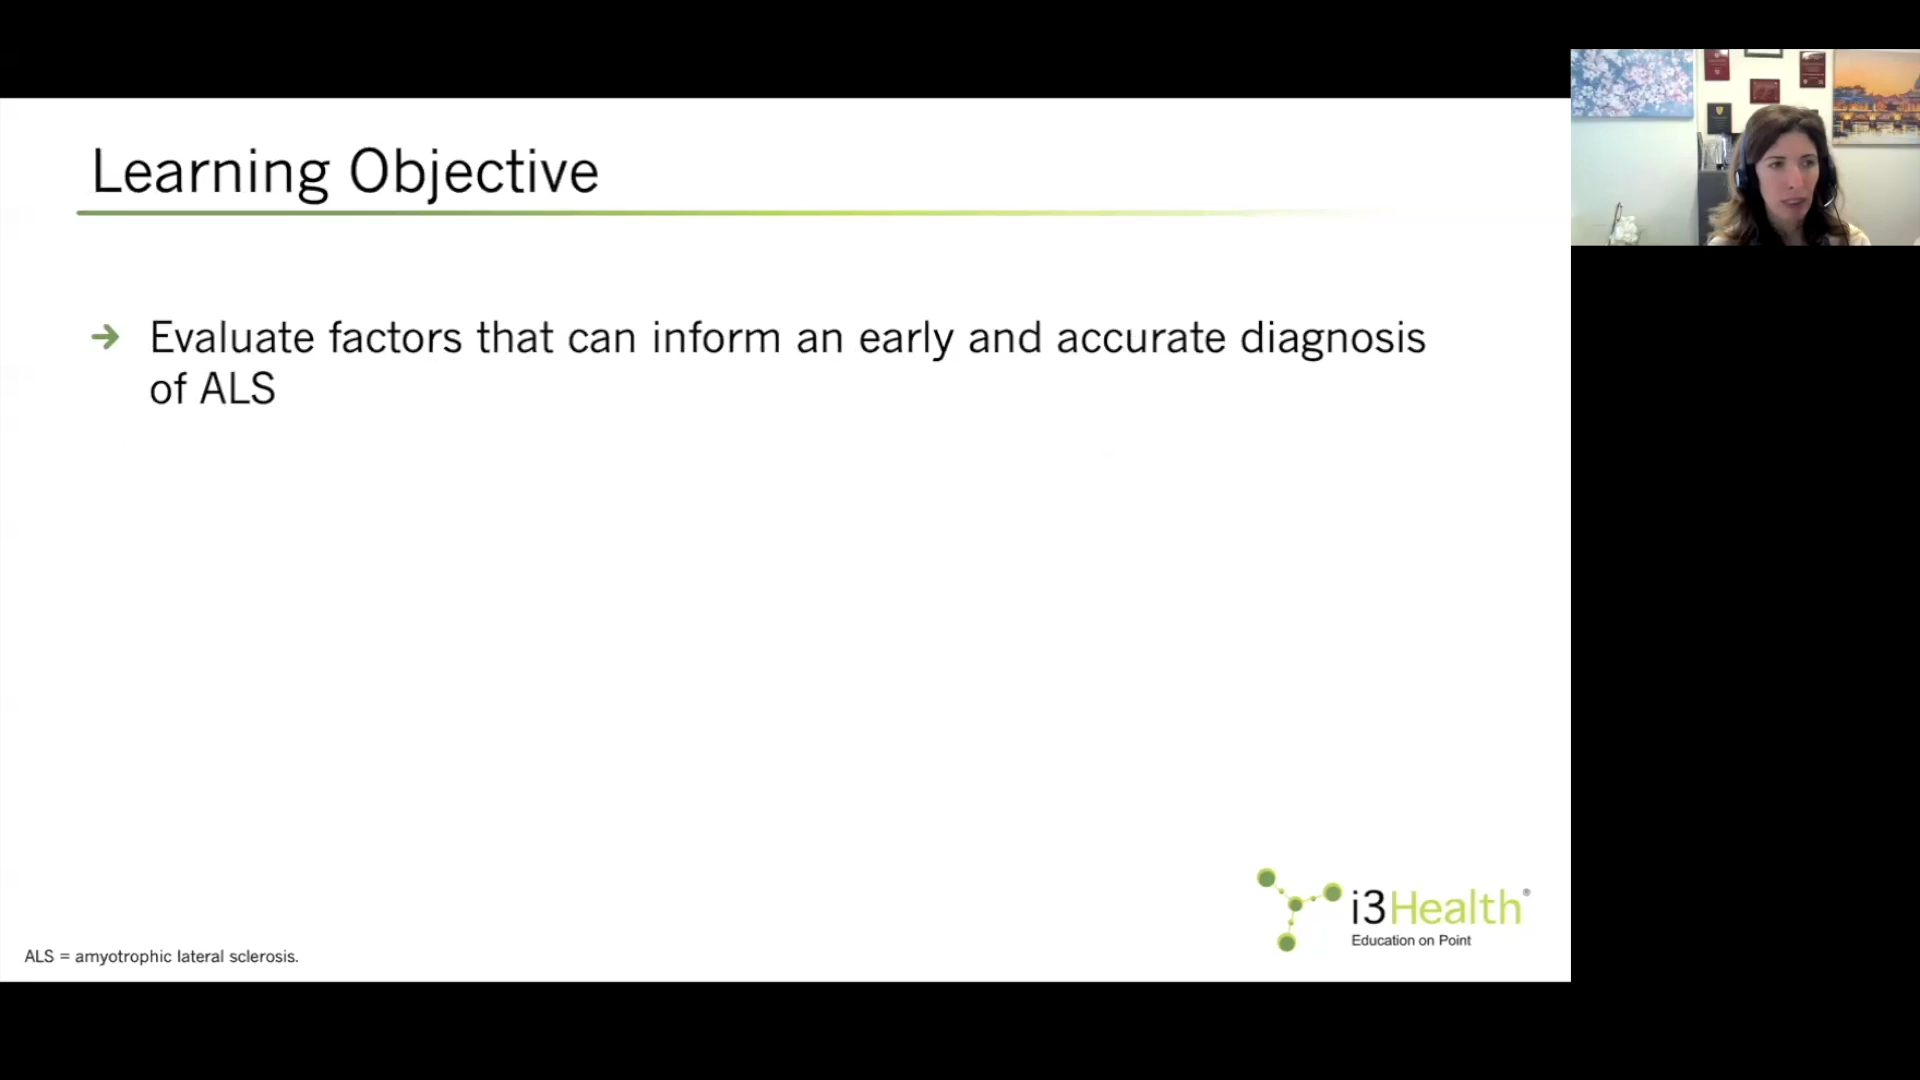 Learning Objective
→ Evaluate factors that can inform an early and accurate diagnosis
of ALS
i3Health®
Education on Point
ALS = amyotrophic lateral sclerosis.